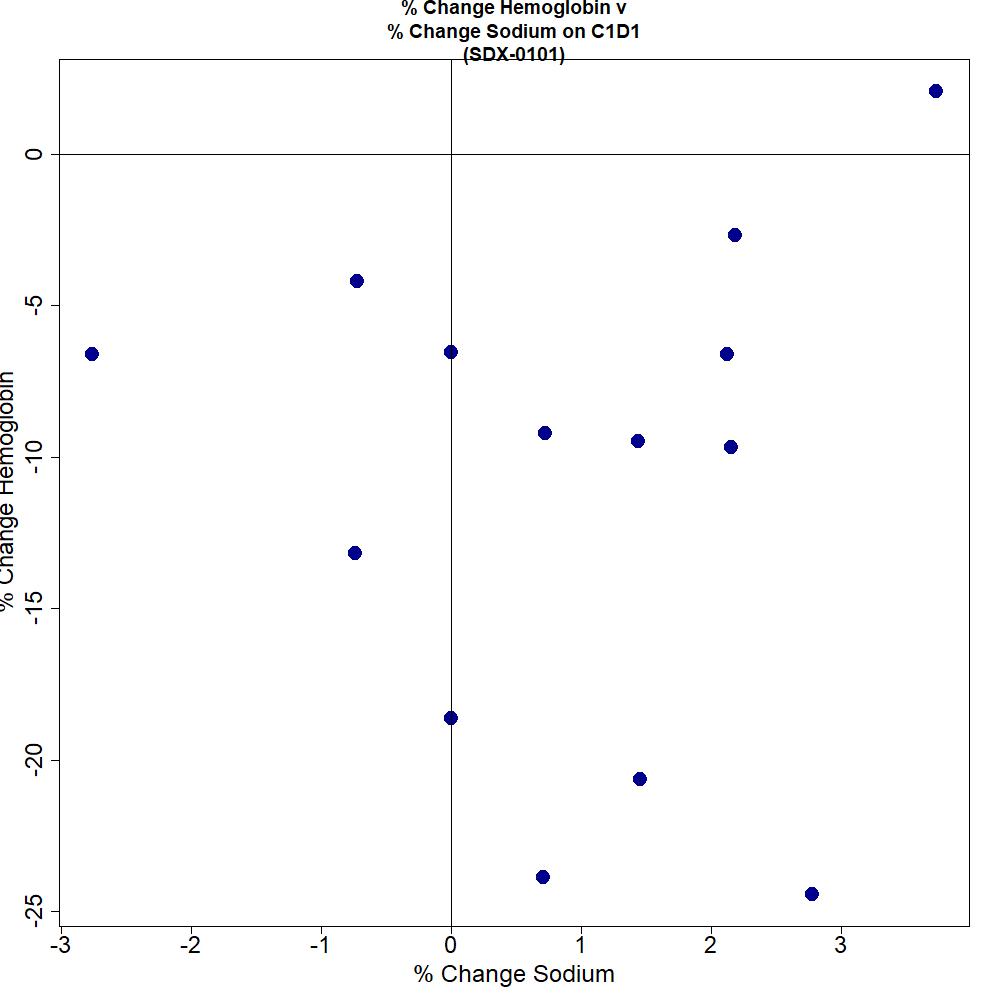 % Change Hemoglobin v
% Change Sodium on C1D1
(SDX-0101)
% Change Hemoglobin
0
-5
-10
-15
-20
-25
-3
-2
-1
0
1
2
3
% Change Sodium